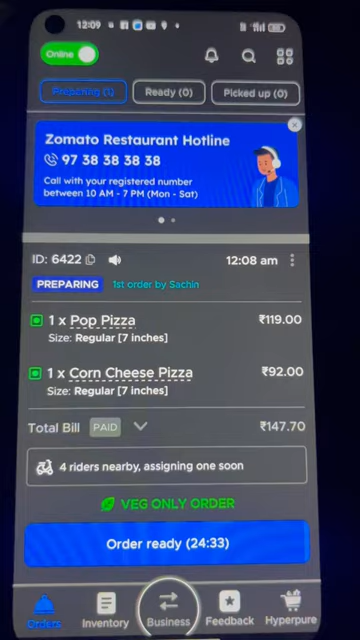 12:09
Online
Preparing (1)
Ready (0)
Picked up (0)
Zomato Restaurant Hotline
97 38 38 38 38
Call with your registered number
between 10 AM - 7 PM (Mon - Sat)
ID: 6422
12:08 am
PREPARING
1st order by Sachin
1 x Pop Pizza
₹119.00
Size: Regular [7 inches]
1 x Corn Cheese Pizza
₹92.00
Size: Regular [7 inches]
Total Bill
PAID
₹147.70
4 riders nearby, assigning one soon
VEG ONLY ORDER
Order ready (24:33)
Orders
Inventory
Business
Feedback
Hyperpure